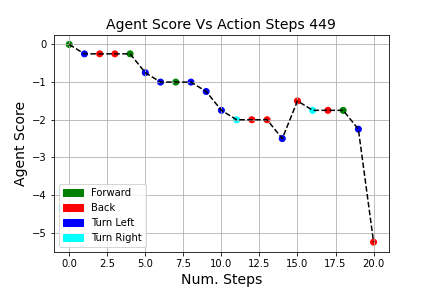 Agent Score Vs Action Steps 449
Agent Score
0
−1
−2
−3
−4
−5
Forward
Back
Turn Left
Turn Right
0.0 2.5 5.0 7.5 10.0 12.5 15.0 17.5 20.0
Num. Steps